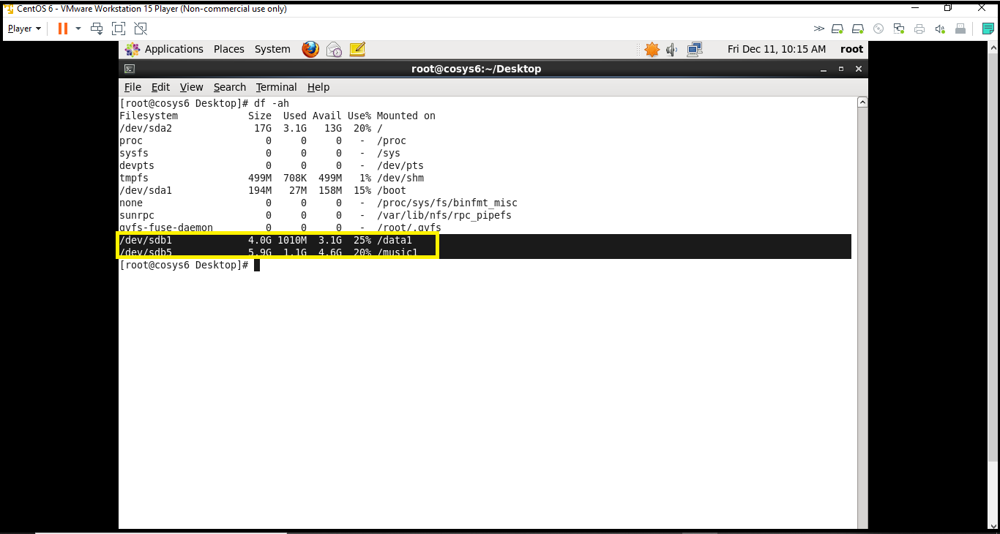 CentOS 6 - VMware Workstation 15 Player (Non-commercial use only)
Player
Applications Places System Fri Dec 11, 10:15 AM root
root@cosys6:~/Desktop
File Edit View Search Terminal Help
[root@cosys6 Desktop]# df -ah
Filesystem Size Used Avail Use% Mounted on
/dev/sda2 17G 3.1G 13G 20% /
proc 0 0 0 - /proc
sysfs 0 0 0 - /sys
devpts 0 0 0 - /dev/pts
tmpfs 499M 708K 499M 1% /dev/shm
/dev/sda1 194M 27M 158M 15% /boot
none 0 0 0 - /proc/sys/fs/binfmt_misc
sunrpc 0 0 0 - /var/lib/nfs/rpc_pipefs
gvfs-fuse-daemon 0 0 0 - /root/.gvfs
/dev/sdb1 4.0G 1010M 3.1G 25% /data1
/dev/sdb5 5.9G 1.1G 4.6G 20% /music1
[root@cosys6 Desktop]#